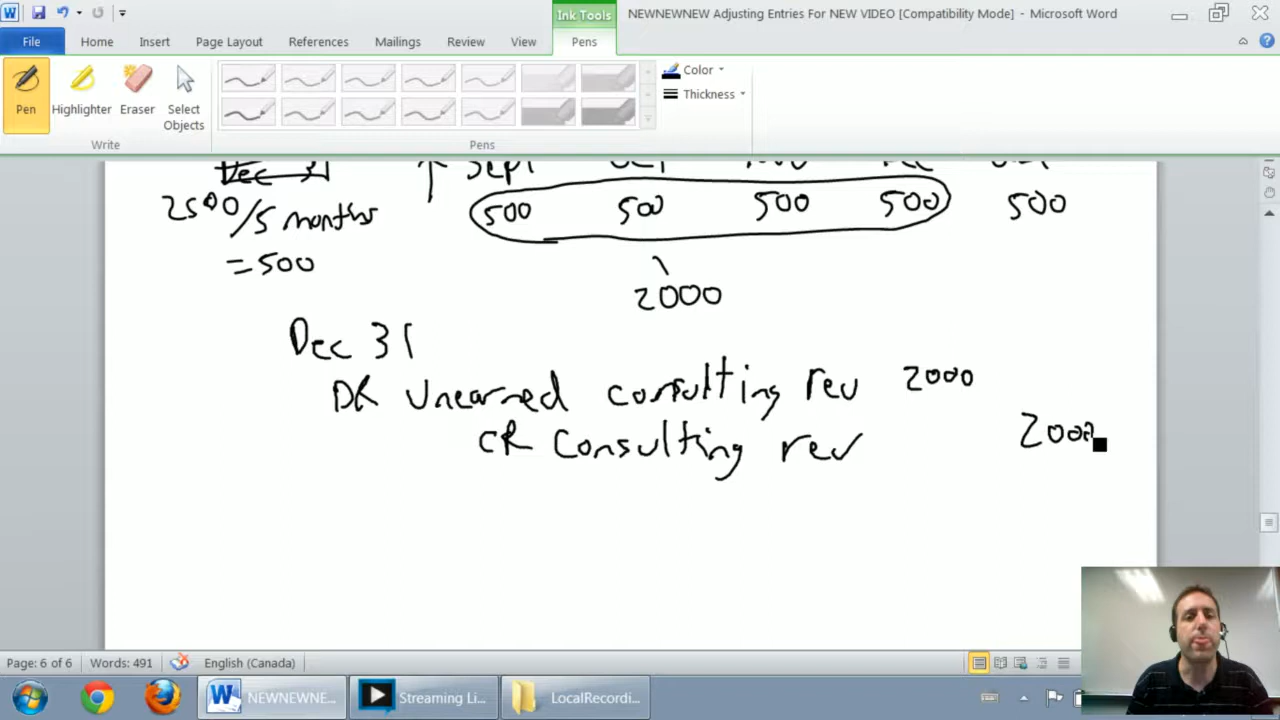 NEWNEWNEW Adjusting Entries For NEW VIDEO [Compatibility Mode] - Microsoft Word
Ink Tools
File Home Insert Page Layout References Mailings Review View Pens
Pen Highlighter Eraser Select Objects
Color
Thickness
Write
Pens
Dec 31
2500/5 months
= 500
Sept
500 500 500 500 500
2000
Dec 31
DR Unearned consulting rev 2000
CR Consulting rev 2000
Page: 6 of 6 Words: 491 English (Canada)
NEWNEWNE... Streaming Li... LocalRecordi...